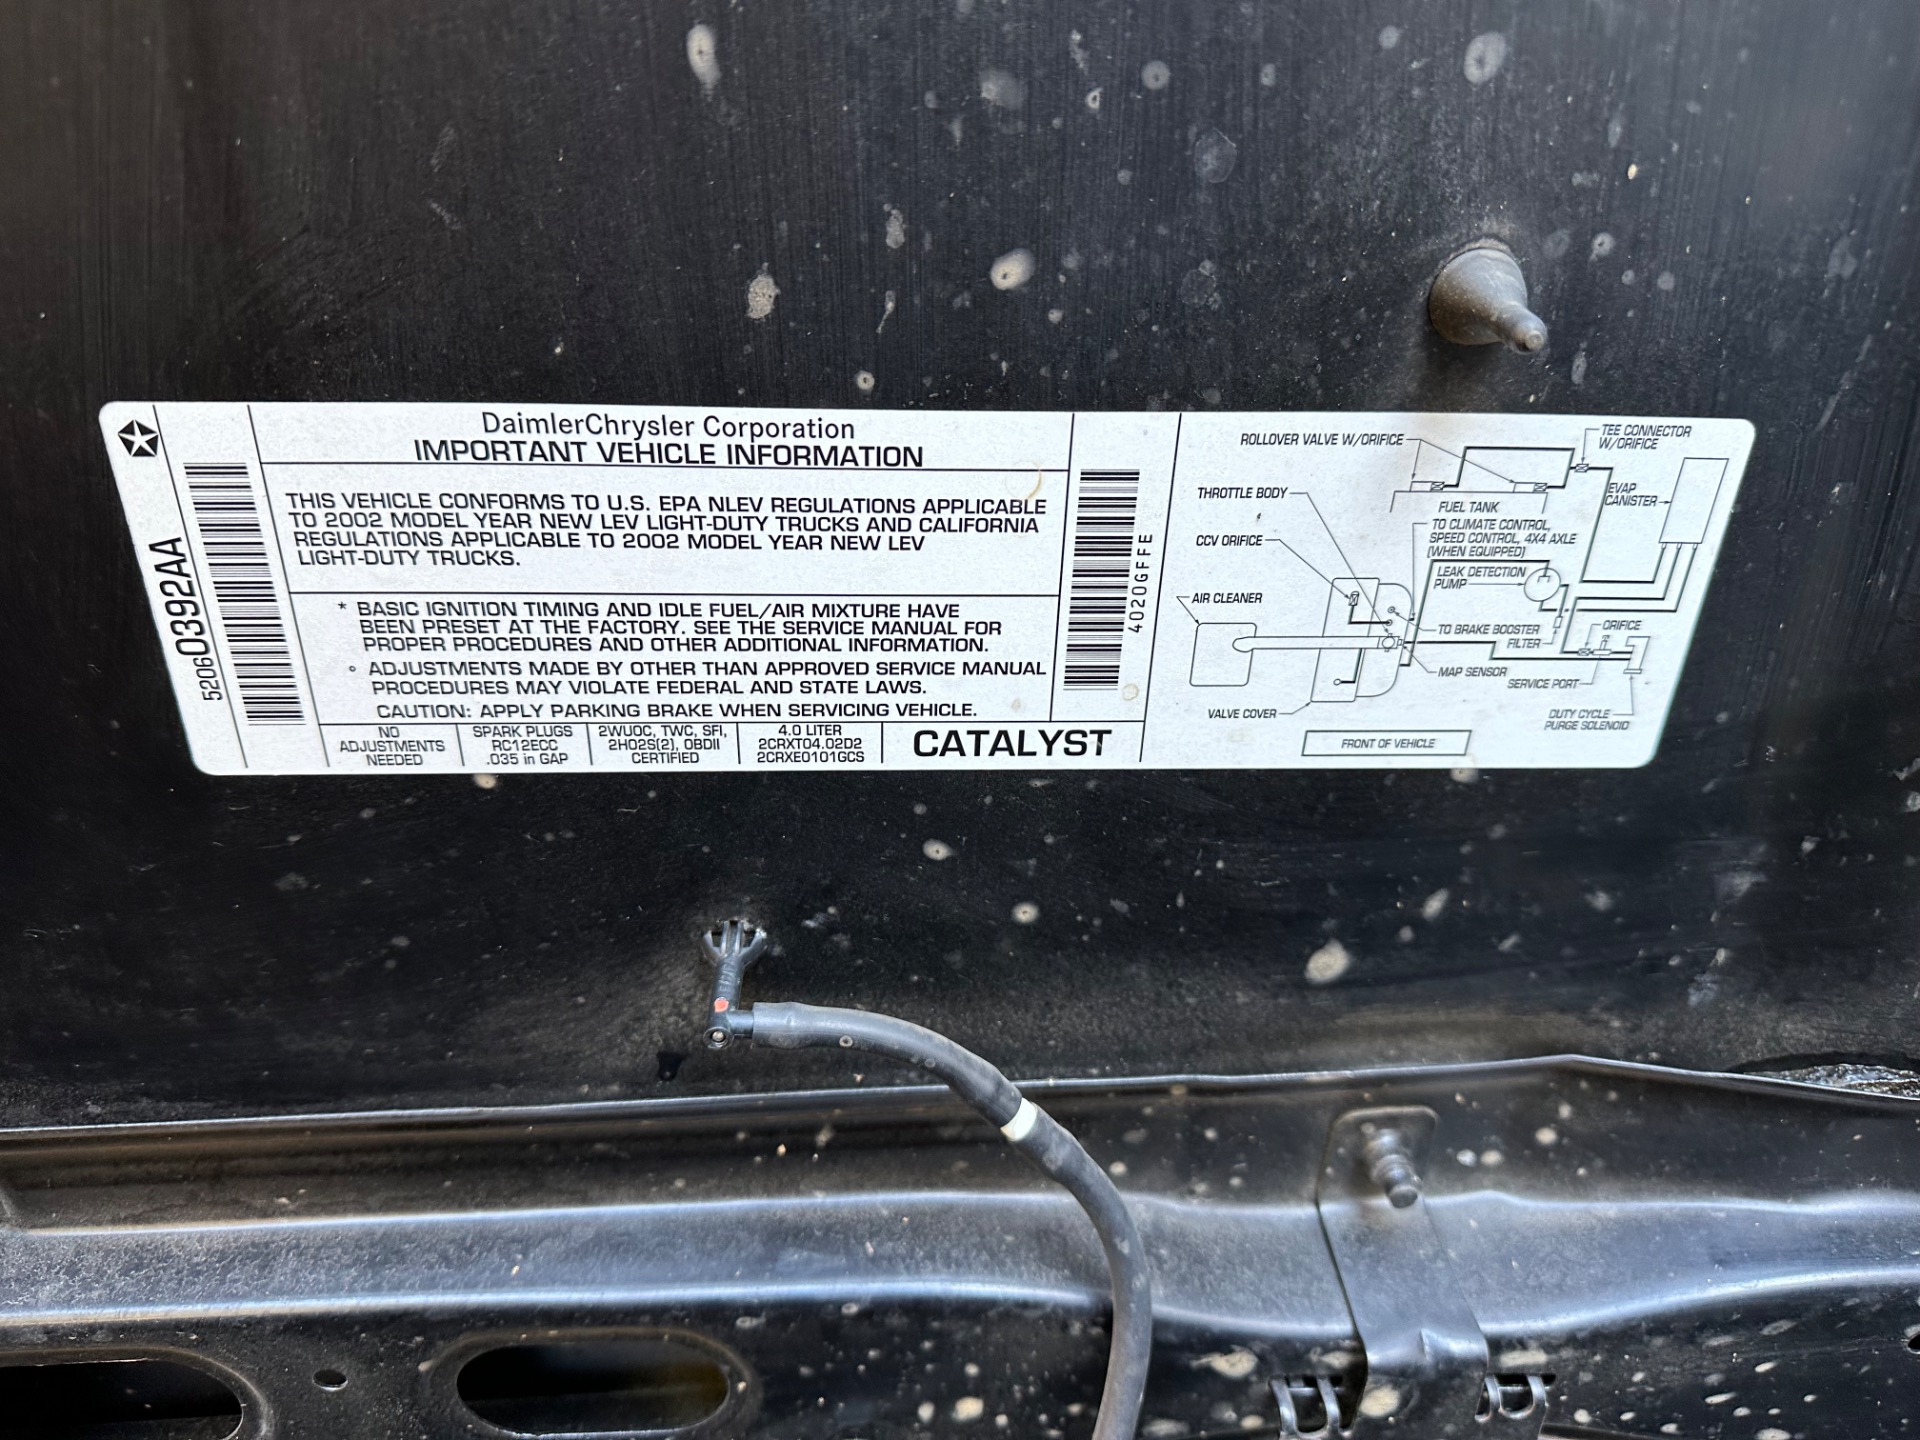 DaimlerChrysler Corporation
IMPORTANT VEHICLE INFORMATION
THIS VEHICLE CONFORMS TO U.S. EPA NLEV REGULATIONS APPLICABLE
TO 2002 MODEL YEAR NEW LEV LIGHT-DUTY TRUCKS AND CALIFORNIA
REGULATIONS APPLICABLE TO 2002 MODEL YEAR NEW LEV
LIGHT-DUTY TRUCKS.
* BASIC IGNITION TIMING AND IDLE FUEL/AIR MIXTURE HAVE
BEEN PRESET AT THE FACTORY. SEE THE SERVICE MANUAL FOR
PROPER PROCEDURES AND OTHER ADDITIONAL INFORMATION.
° ADJUSTMENTS MADE BY OTHER THAN APPROVED SERVICE MANUAL
PROCEDURES MAY VIOLATE FEDERAL AND STATE LAWS.
CAUTION: APPLY PARKING BRAKE WHEN SERVICING VEHICLE.
NO
ADJUSTMENTS
NEEDED
SPARK PLUGS
RC12ECC
.035 in GAP
2WUOC, TWC, SFI,
2HO2S(2), OBDII
CERTIFIED
4.0 LITER
2CRXT04.02D2
2CRXE0101GCS
CATALYST
52060392AA
4020GFFE
ROLLOVER VALVE W/ORIFICE
TEE CONNECTOR
W/ORIFICE
THROTTLE BODY
FUEL TANK
EVAP
CANISTER
TO CLIMATE CONTROL,
SPEED CONTROL, 4X4 AXLE
(WHEN EQUIPPED)
CCV ORIFICE
LEAK DETECTION
PUMP
AIR CLEANER
TO BRAKE BOOSTER
FILTER
ORIFICE
MAP SENSOR
SERVICE PORT
VALVE COVER
DUTY CYCLE
PURGE SOLENOID
FRONT OF VEHICLE